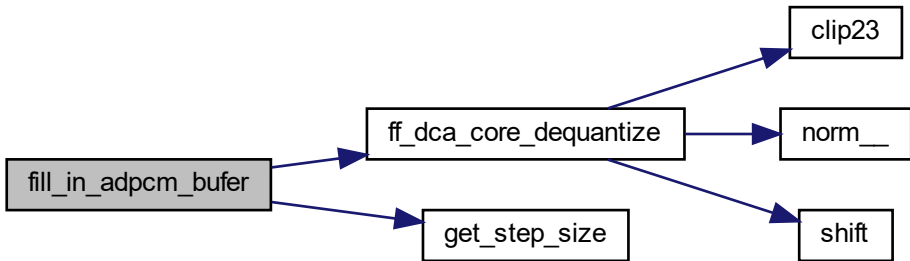 clip23
ff_dca_core_dequantize
norm__
fill_in_adpcm_bufer
get_step_size
shift